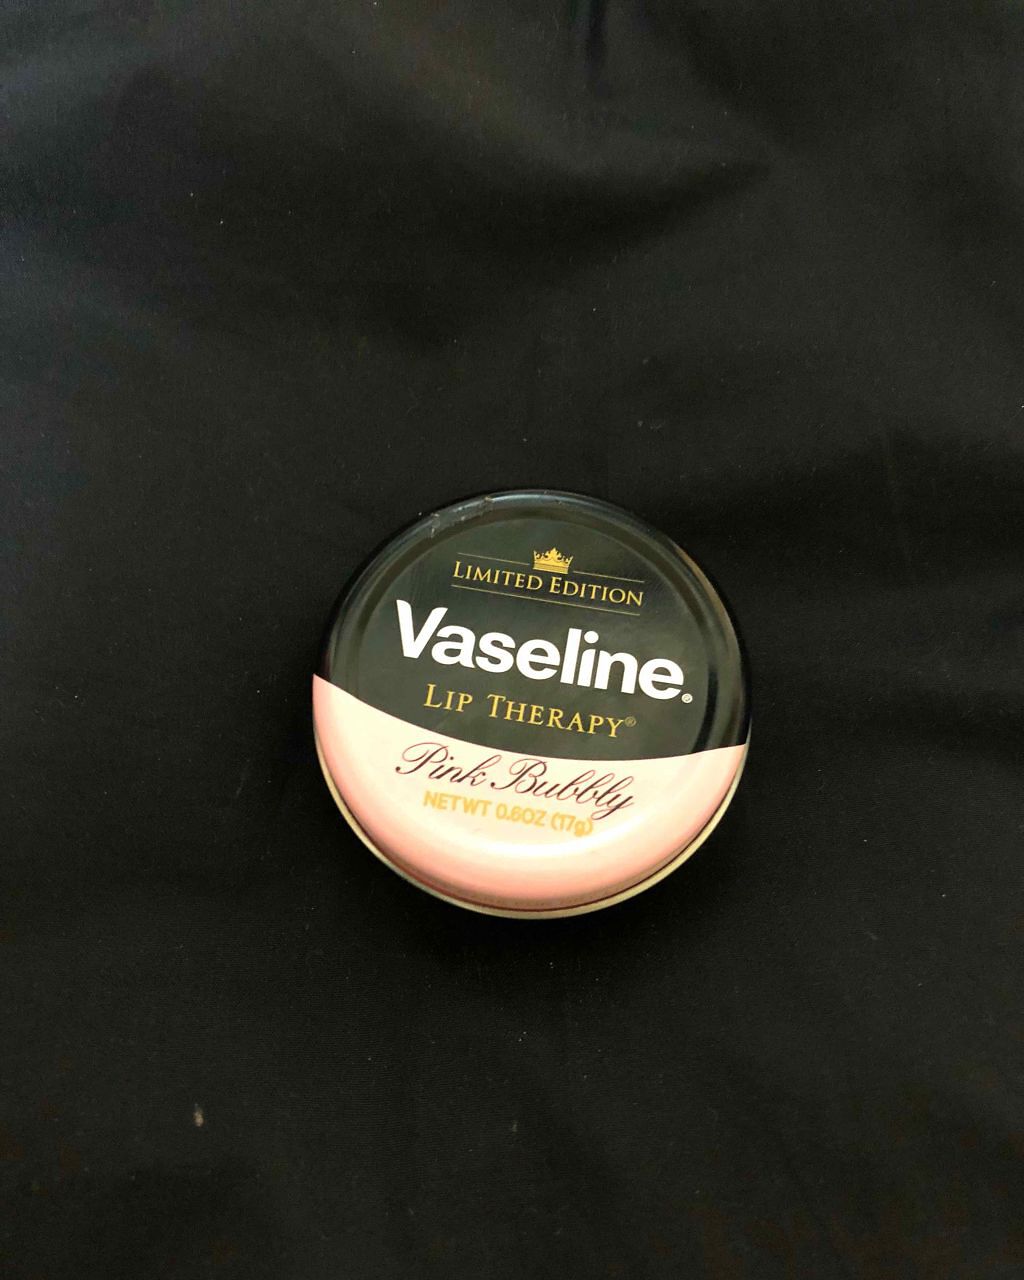 LIMITED EDITION
Vaseline®
LIP THERAPY®
Pink Bubbly
NETWT 0.6OZ (17g)